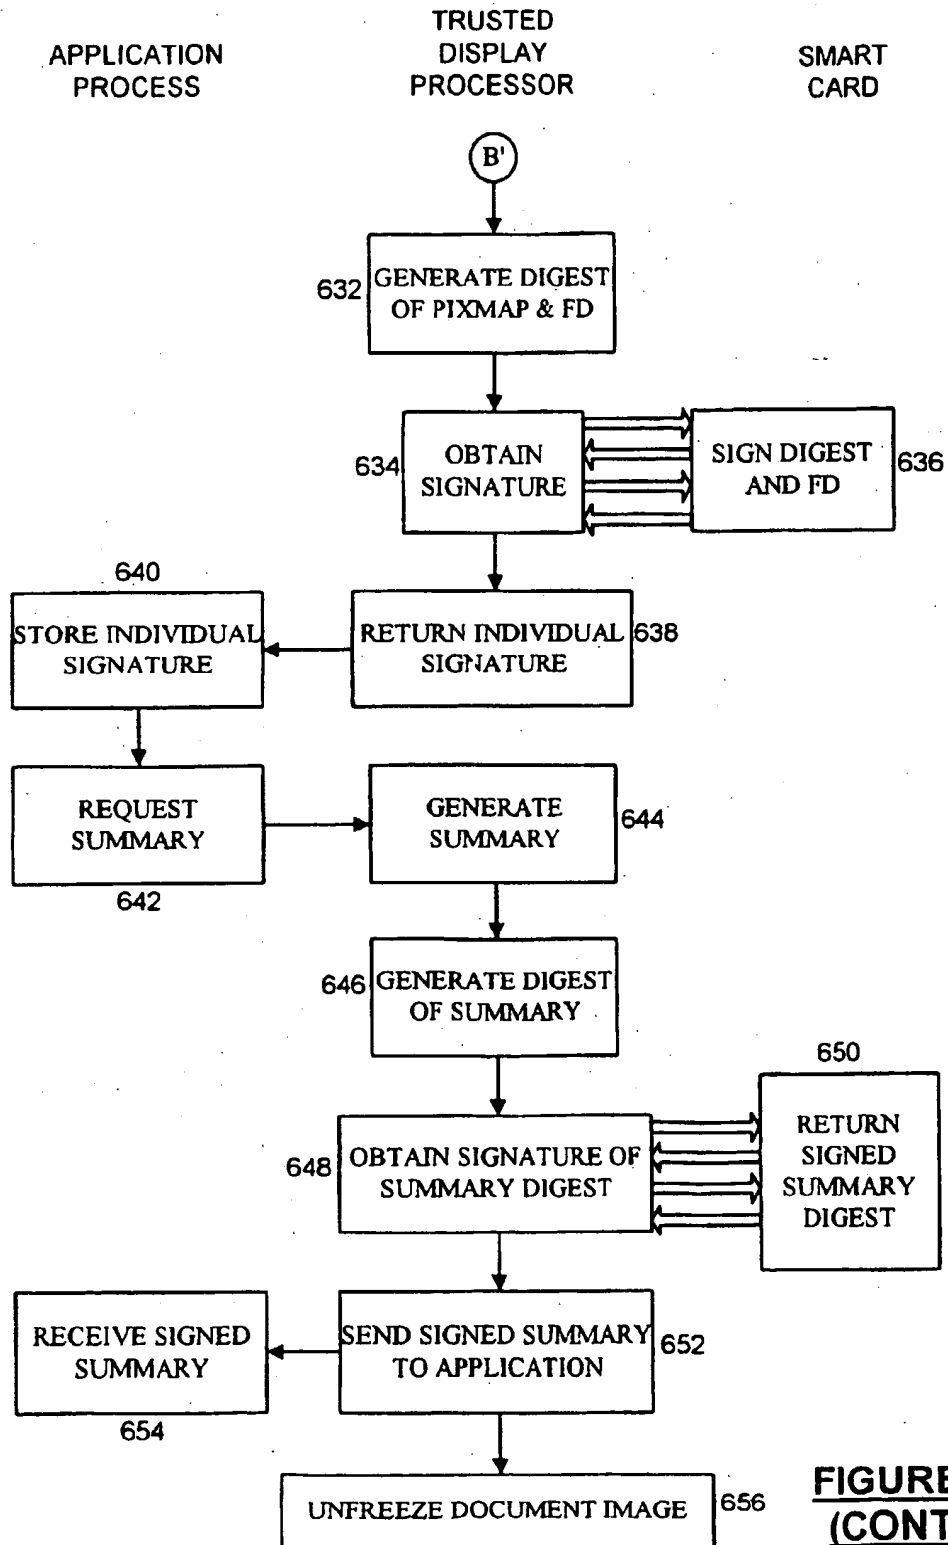 APPLICATION
PROCESS
TRUSTED
DISPLAY
PROCESSOR
SMART
CARD
B'
632
GENERATE DIGEST
OF PIXMAP & FD
634
OBTAIN
SIGNATURE
SIGN DIGEST
AND FD
636
640
STORE INDIVIDUAL
SIGNATURE
RETURN INDIVIDUAL
SIGNATURE
638
REQUEST
SUMMARY
642
GENERATE
SUMMARY
644
646
GENERATE DIGEST
OF SUMMARY
648
OBTAIN SIGNATURE OF
SUMMARY DIGEST
650
RETURN
SIGNED
SUMMARY
DIGEST
RECEIVE SIGNED
SUMMARY
654
SEND SIGNED SUMMARY
TO APPLICATION
652
UNFREEZE DOCUMENT IMAGE
656
FIGURE
(CONT